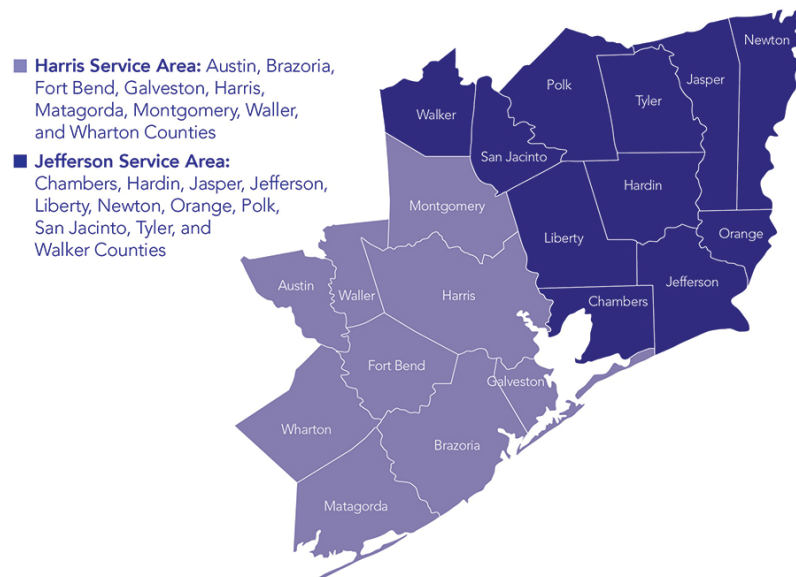 Harris Service Area: Austin, Brazoria,
Fort Bend, Galveston, Harris,
Matagorda, Montgomery, Waller,
and Wharton Counties
Jefferson Service Area:
Chambers, Hardin, Jasper, Jefferson,
Liberty, Newton, Orange, Polk,
San Jacinto, Tyler, and
Walker Counties
Newton
Jasper
Polk
Tyler
Walker
San Jacinto
Hardin
Montgomery
Orange
Liberty
Jefferson
Austin
Waller
Harris
Chambers
Fort Bend
Galveston
Wharton
Brazoria
Matagorda